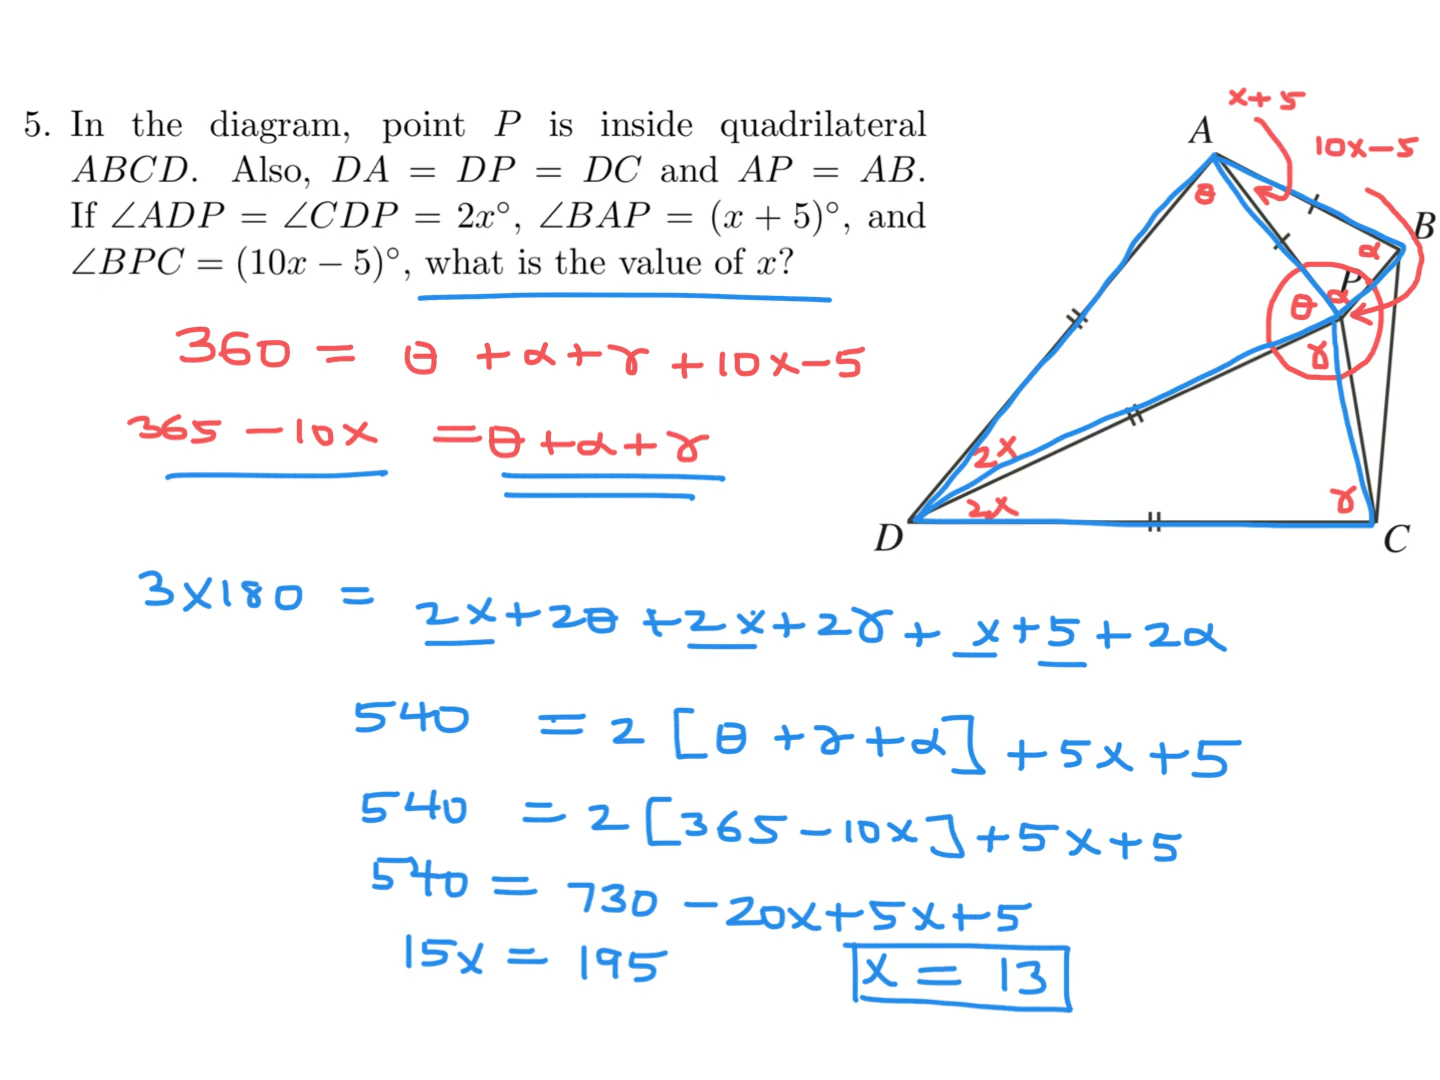 5. In the diagram, point P is inside quadrilateral
ABCD. Also, DA = DP = DC and AP = AB.
If ∠ADP = ∠CDP = 2x°, ∠BAP = (x + 5)°, and
∠BPC = (10x − 5)°, what is the value of x?
x+5
10x−5
A
B
θ
α
P
θ
α
γ
2x
2x
γ
D
C
360 = θ + α + γ + 10x−5
365 − 10x = θ + α + γ
3×180 = 2x + 2θ + 2x + 2γ + x + 5 + 2α
540 = 2 [θ + γ + α] + 5x + 5
540 = 2 [365 − 10x] + 5x + 5
540 = 730 − 20x + 5x + 5
15x = 195
x = 13